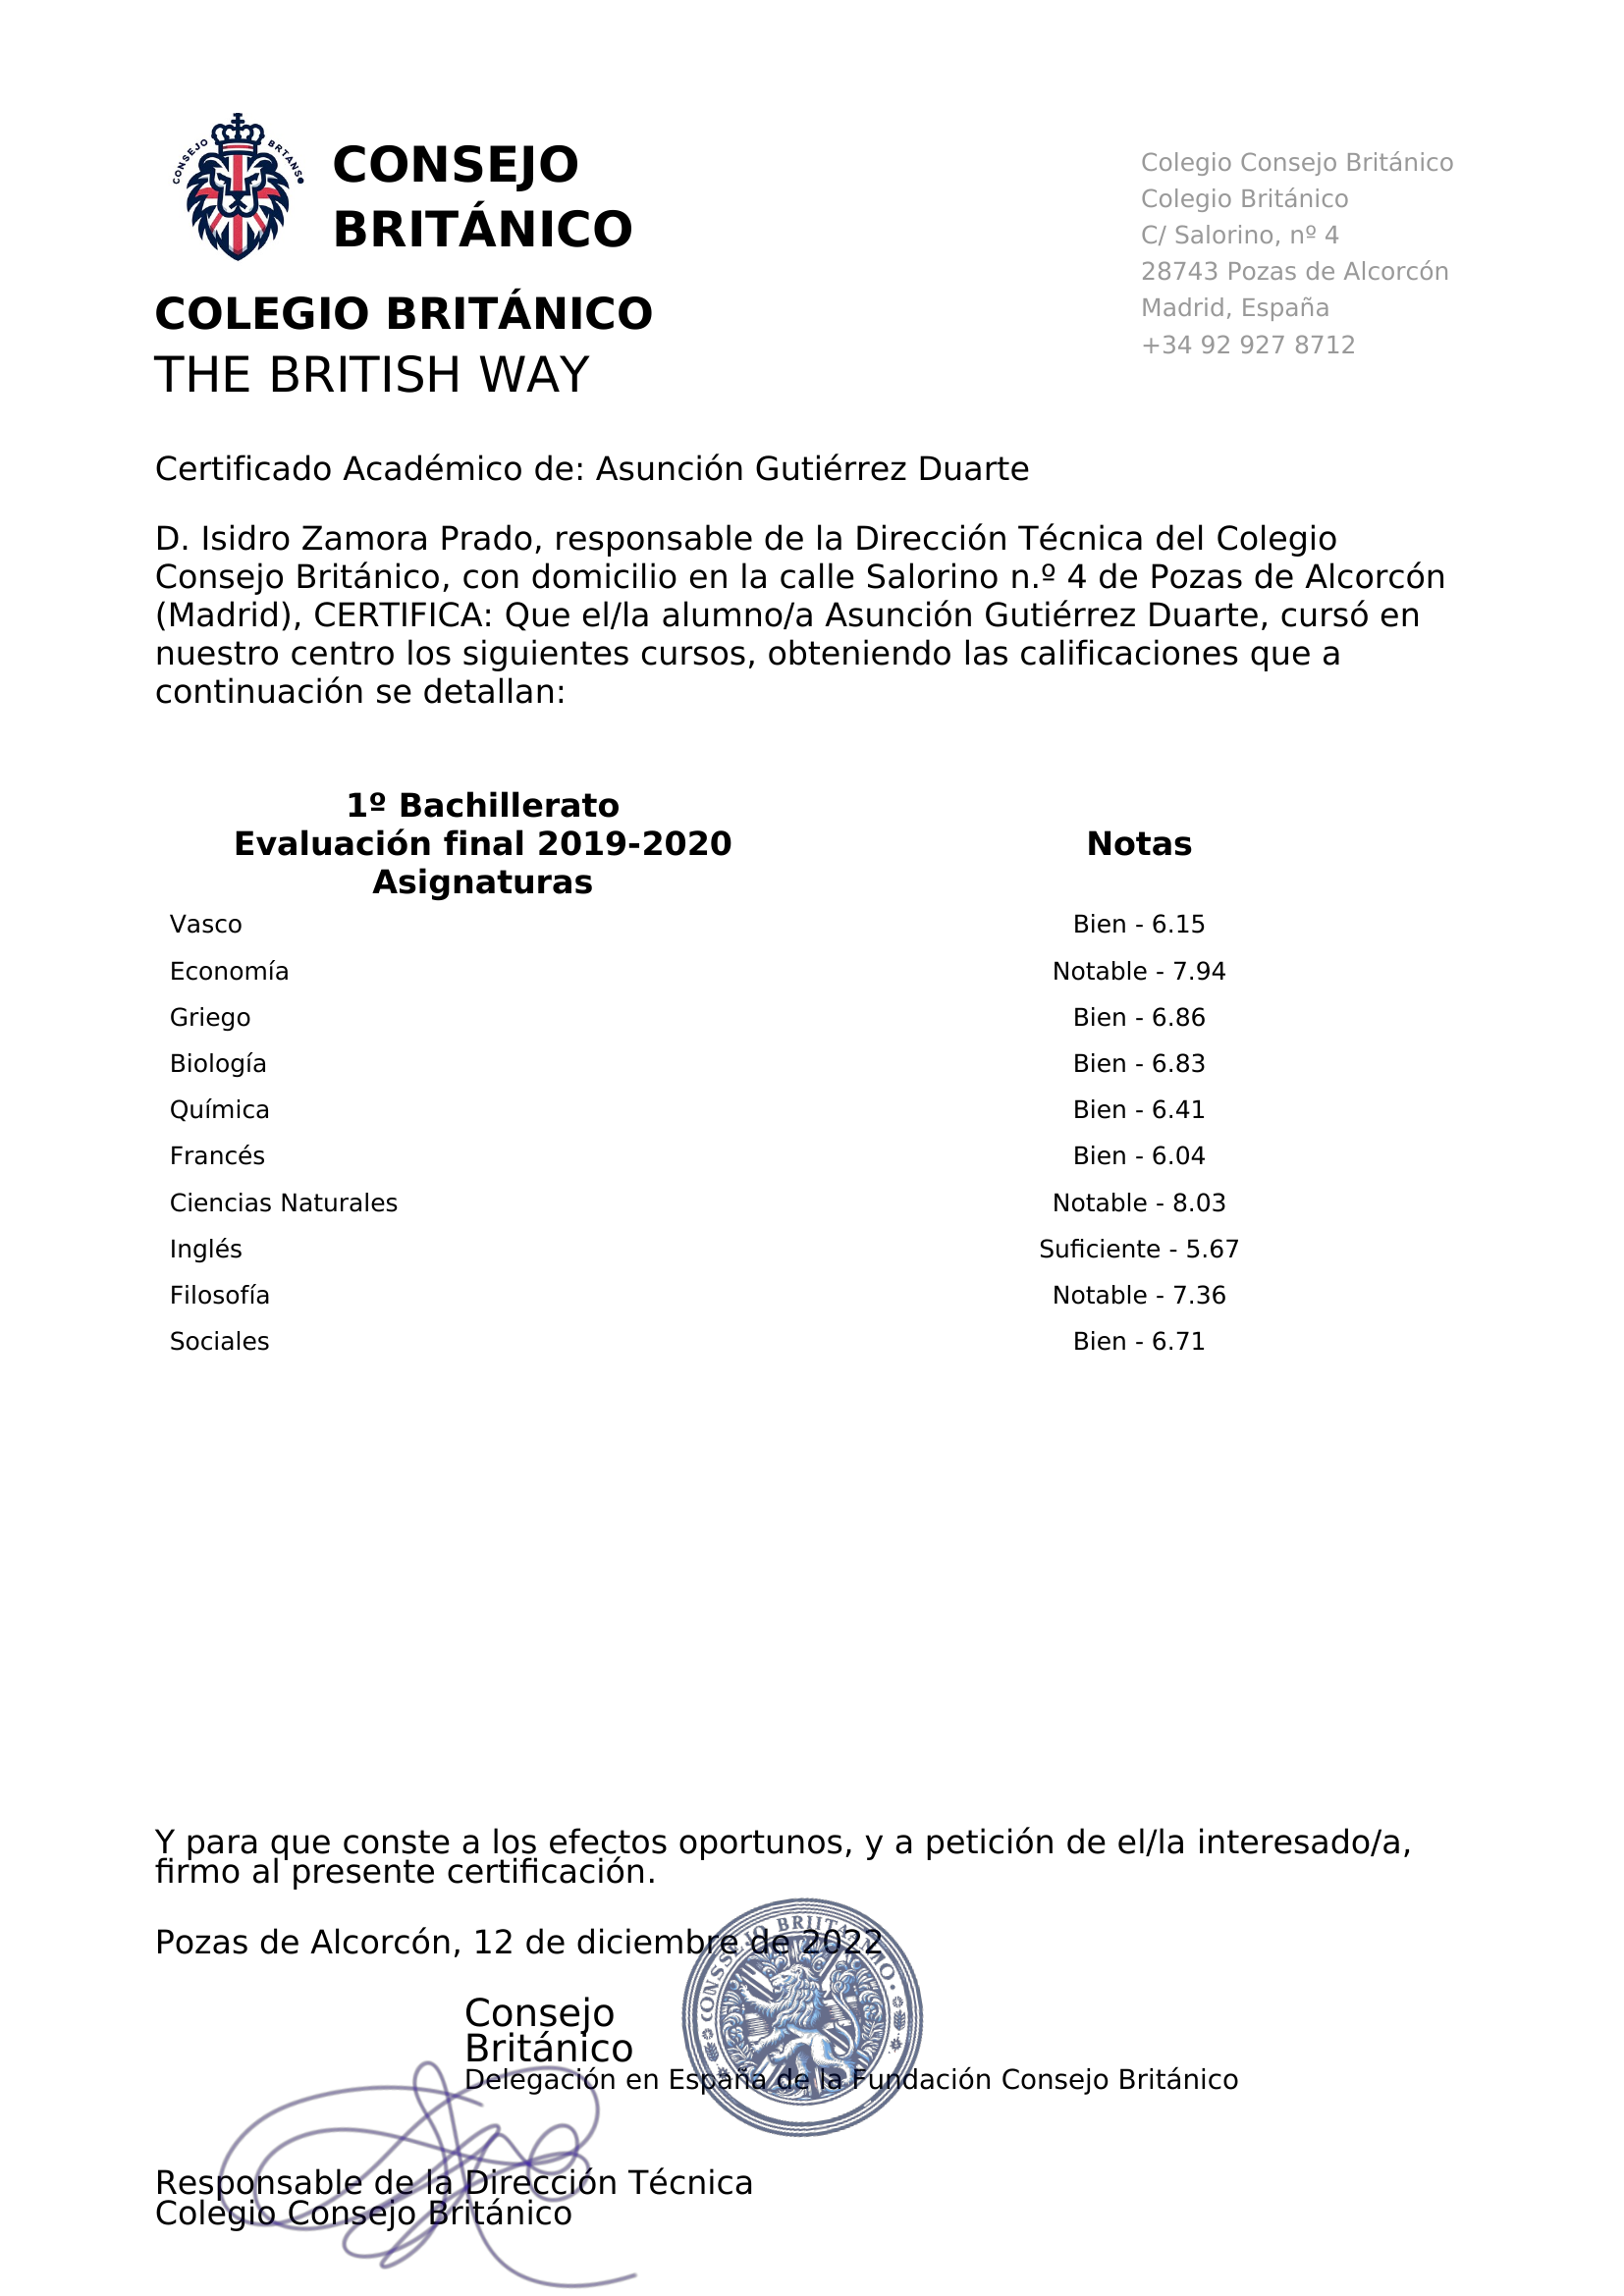 CONSEJO BRTANS
CONSEJO
BRITÁNICO
COLEGIO BRITÁNICO
THE BRITISH WAY
Colegio Consejo Británico
Colegio Británico
C/ Salorino, nº 4
28743 Pozas de Alcorcón
Madrid, España
+34 92 927 8712
Certificado Académico de: Asunción Gutiérrez Duarte
D. Isidro Zamora Prado, responsable de la Dirección Técnica del Colegio
Consejo Británico, con domicilio en la calle Salorino n.º 4 de Pozas de Alcorcón
(Madrid), CERTIFICA: Que el/la alumno/a Asunción Gutiérrez Duarte, cursó en
nuestro centro los siguientes cursos, obteniendo las calificaciones que a
continuación se detallan:
1º Bachillerato
Evaluación final 2019-2020
Asignaturas
Notas
Vasco Bien - 6.15
Economía Notable - 7.94
Griego Bien - 6.86
Biología Bien - 6.83
Química Bien - 6.41
Francés Bien - 6.04
Ciencias Naturales Notable - 8.03
Inglés Suficiente - 5.67
Filosofía Notable - 7.36
Sociales Bien - 6.71
Y para que conste a los efectos oportunos, y a petición de el/la interesado/a,
firmo al presente certificación.
Pozas de Alcorcón, 12 de diciembre de 2022
Consejo
Británico
Delegación en España de la Fundación Consejo Británico
Responsable de la Dirección Técnica
Colegio Consejo Británico